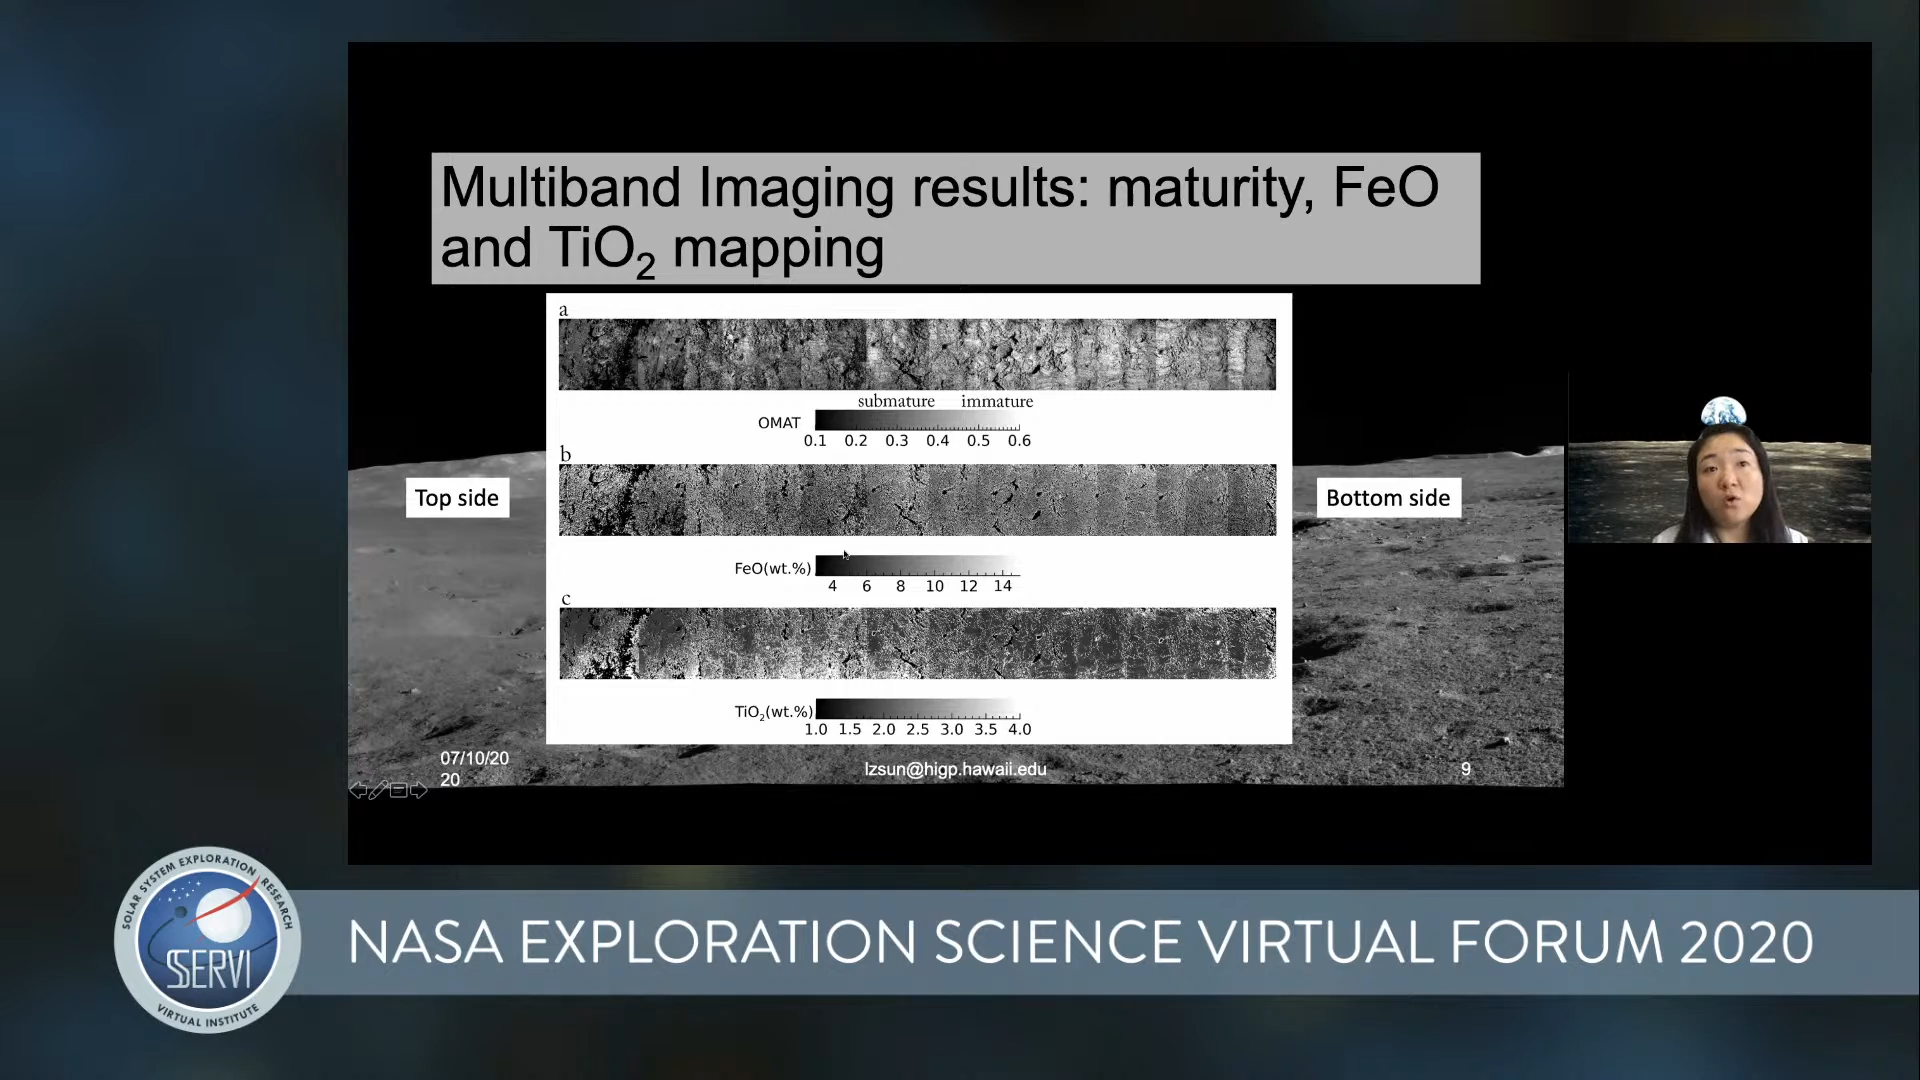 Multiband Imaging results: maturity, FeO
and TiO₂ mapping
a
submature immature
OMAT
0.1 0.2 0.3 0.4 0.5 0.6
b
Top side
Bottom side
FeO(wt.%)
4 6 8 10 12 14
c
TiO₂(wt.%)
1.0 1.5 2.0 2.5 3.0 3.5 4.0
07/10/20
20
lzsun@higp.hawaii.edu
9
SOLAR SYSTEM EXPLORATION RESEARCH
SSERVI
VIRTUAL INSTITUTE
NASA EXPLORATION SCIENCE VIRTUAL FORUM 2020